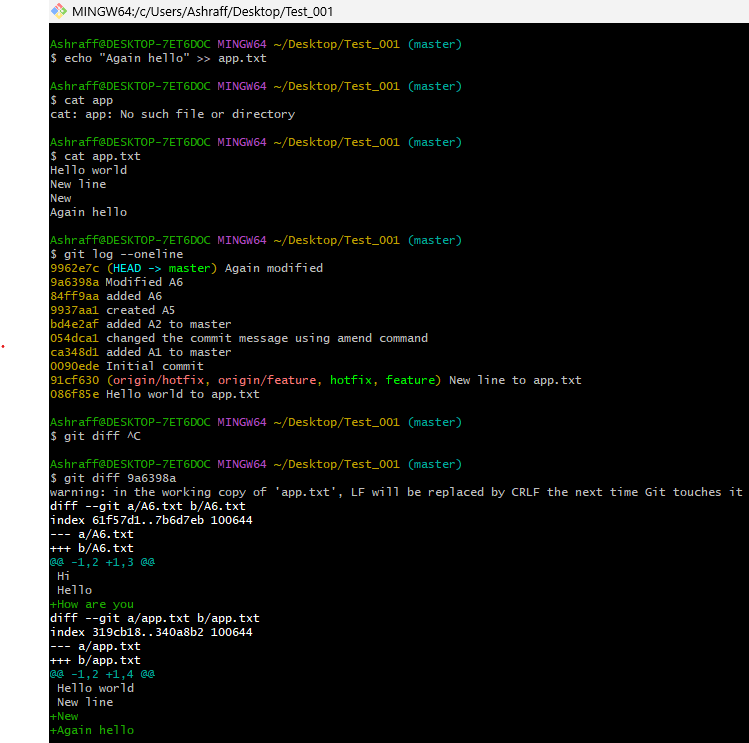 MINGW64:/c/Users/Ashraff/Desktop/Test_001
Ashraff@DESKTOP-7ET6DOC MINGW64 ~/Desktop/Test_001 (master)
$ echo "Again hello" >> app.txt
Ashraff@DESKTOP-7ET6DOC MINGW64 ~/Desktop/Test_001 (master)
$ cat app
cat: app: No such file or directory
Ashraff@DESKTOP-7ET6DOC MINGW64 ~/Desktop/Test_001 (master)
$ cat app.txt
Hello world
New line
New
Again hello
Ashraff@DESKTOP-7ET6DOC MINGW64 ~/Desktop/Test_001 (master)
$ git log --oneline
9962e7c (HEAD -> master) Again modified
9a6398a Modified A6
84ff9aa added A6
9937aa1 created A5
bd4e2af added A2 to master
054dca1 changed the commit message using amend command
ca348d1 added A1 to master
0090ede Initial commit
91cf630 (origin/hotfix, origin/feature, hotfix, feature) New line to app.txt
086f85e Hello world to app.txt
Ashraff@DESKTOP-7ET6DOC MINGW64 ~/Desktop/Test_001 (master)
$ git diff ^C
Ashraff@DESKTOP-7ET6DOC MINGW64 ~/Desktop/Test_001 (master)
$ git diff 9a6398a
warning: in the working copy of 'app.txt', LF will be replaced by CRLF the next time Git touches it
diff --git a/A6.txt b/A6.txt
index 61f57d1..7b6d7eb 100644
--- a/A6.txt
+++ b/A6.txt
@@ -1,2 +1,3 @@
 Hi
 Hello
+How are you
diff --git a/app.txt b/app.txt
index 319cb18..340a8b2 100644
--- a/app.txt
+++ b/app.txt
@@ -1,2 +1,4 @@
 Hello world
 New line
+New
+Again hello